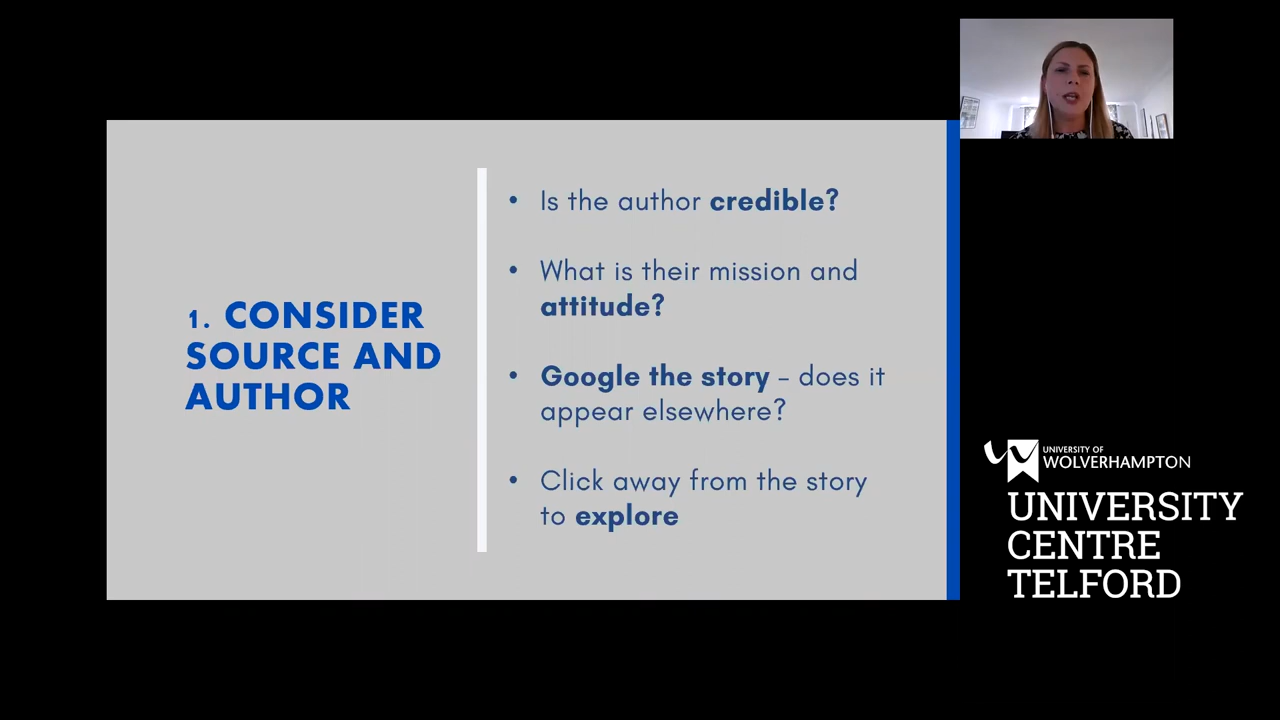 1. CONSIDER
SOURCE AND
AUTHOR
• Is the author credible?
• What is their mission and
attitude?
• Google the story – does it
appear elsewhere?
• Click away from the story
to explore
UNIVERSITY OF
WOLVERHAMPTON
UNIVERSITY
CENTRE
TELFORD